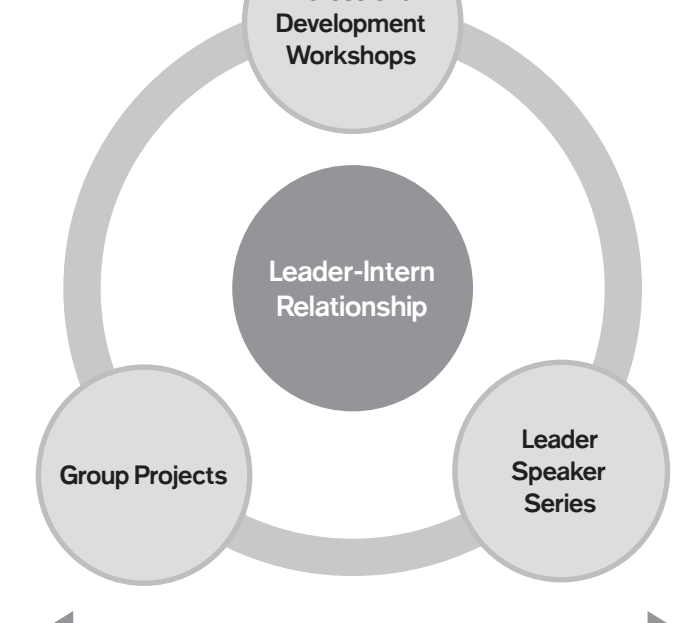 Development
Workshops
Leader-Intern
Relationship
Group Projects
Leader
Speaker
Series